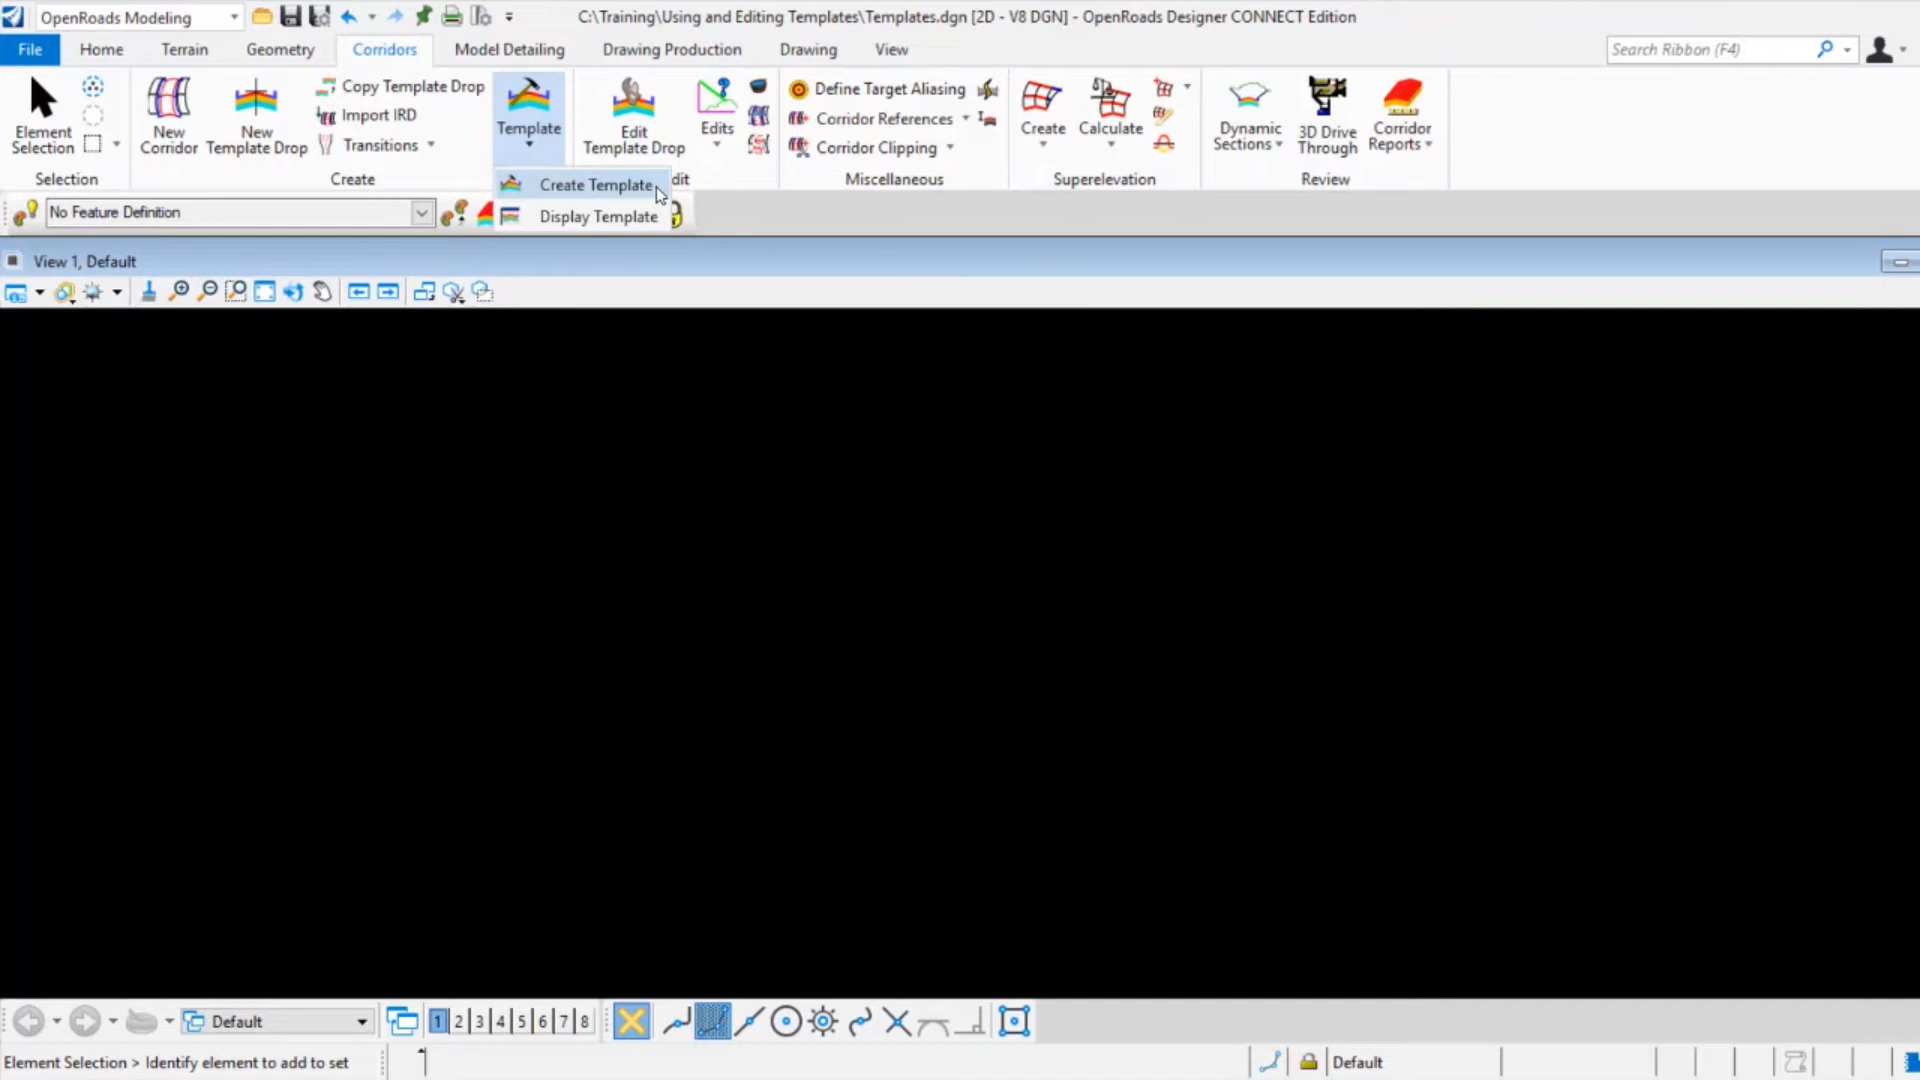 OpenRoads Modeling
C:\Training\Using and Editing Templates\Templates.dgn [2D - V8 DGN] - OpenRoads Designer CONNECT Edition
File Home Terrain Geometry Corridors Model Detailing Drawing Production Drawing View
Search Ribbon (F4)
Element Selection
New Corridor
New Template Drop
Copy Template Drop
Import IRD
Transitions
Template
Edit Template Drop
Edits
Define Target Aliasing
Corridor References
Corridor Clipping
Create
Calculate
Dynamic Sections
3D Drive Through
Corridor Reports
Selection
Create
dit
Miscellaneous
Superelevation
Review
Create Template
Display Template
No Feature Definition
View 1, Default
Default
1 2 3 4 5 6 7 8
Element Selection > Identify element to add to set
Default